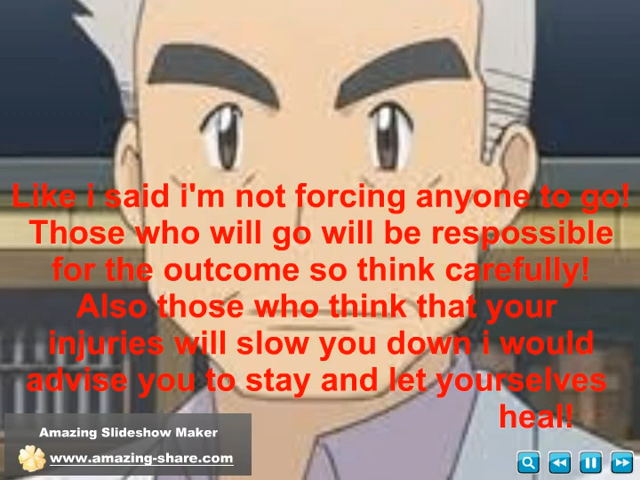 Like i said i'm not forcing anyone to go!
Those who will go will be respossible
for the outcome so think carefully!
Also those who think that your
injuries will slow you down i would
advise you to stay and let yourselves
heal!
Amazing Slideshow Maker
www.amazing-share.com